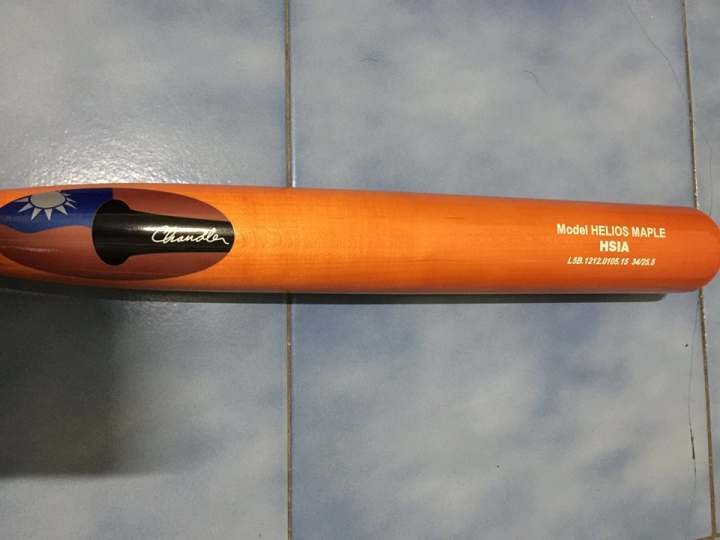 Chandler
Model HELIOS MAPLE
HSIA
L5B.1212.0105.15 34/25.5